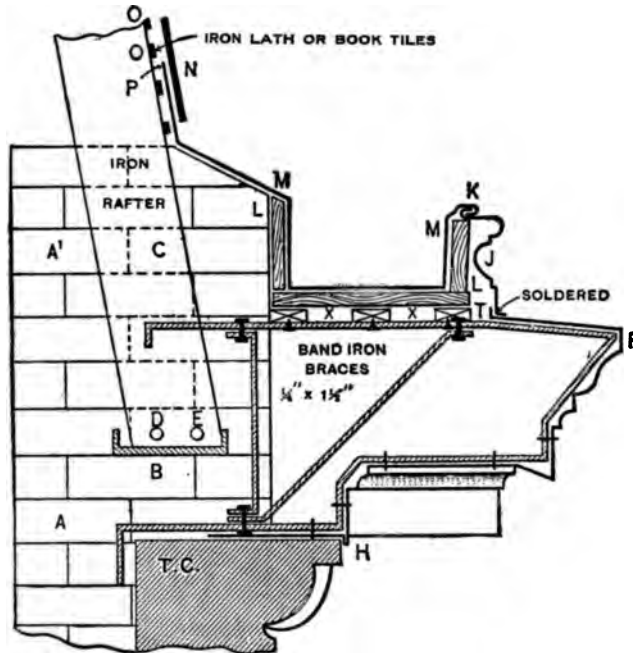 O
O
IRON LATH OR BOOK TILES
P
N
IRON
M
K
L
M
RAFTER
A'
C
J
L
X
X
T
SOLDERED
BAND IRON
BRACES
¼" x 1½"
D
E
B
A
T.C.
H